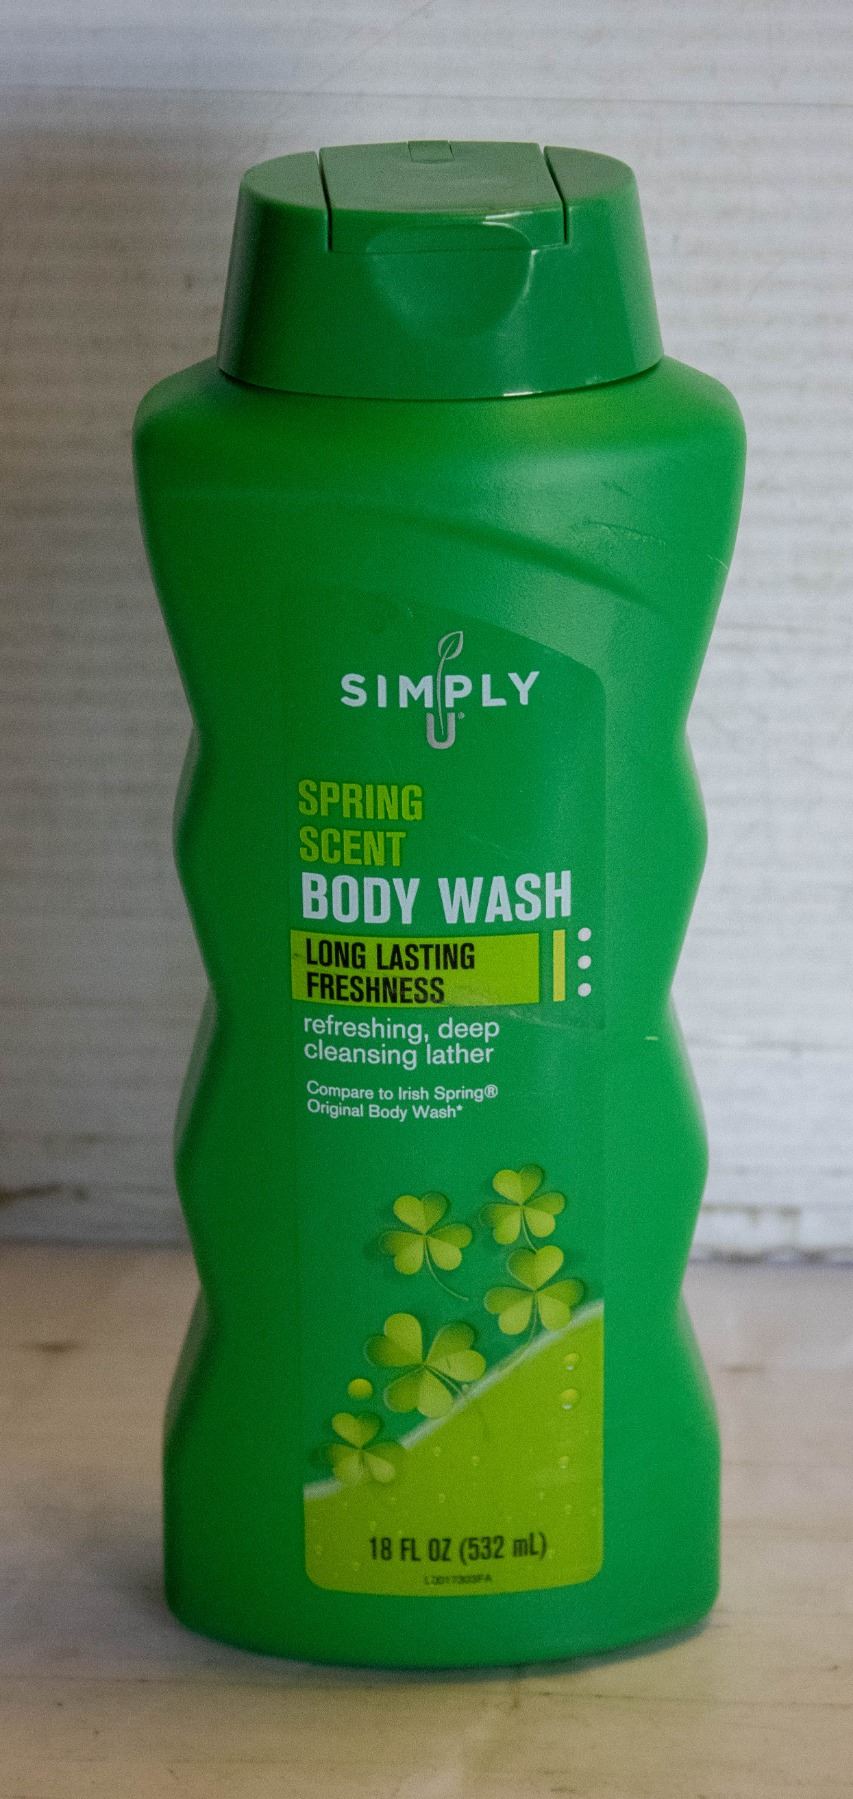 SIMPLY
U®
SPRING
SCENT
BODY WASH
LONG LASTING
FRESHNESS
refreshing, deep
cleansing lather
Compare to Irish Spring®
Original Body Wash*
18 FL OZ (532 mL)